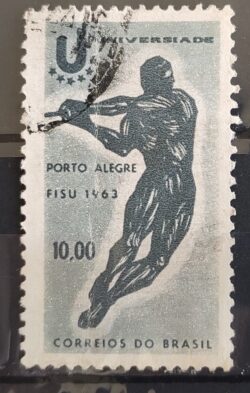 U UNIVERSIADE
PORTO ALEGRE
FISU 1963
10,00
CORREIOS DO BRASIL